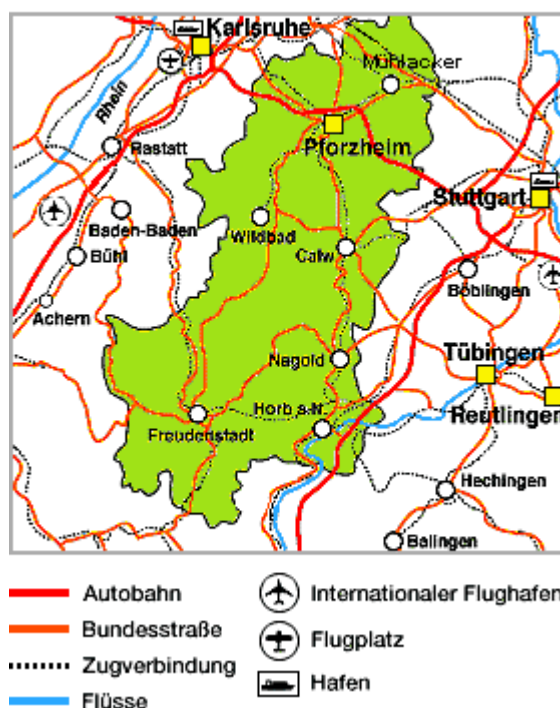 Karlsruhe
Mühlacker
Rhein
Rastatt
Pforzheim
Stuttgart
Baden-Baden
Wildbad
Calw
Bühl
Böblingen
Achern
Nagold
Tübingen
Horb a.N.
Reutlingen
Freudenstadt
Hechingen
Balingen
Autobahn
Internationaler Flughafen
Bundesstraße
Flugplatz
Zugverbindung
Hafen
Flüsse